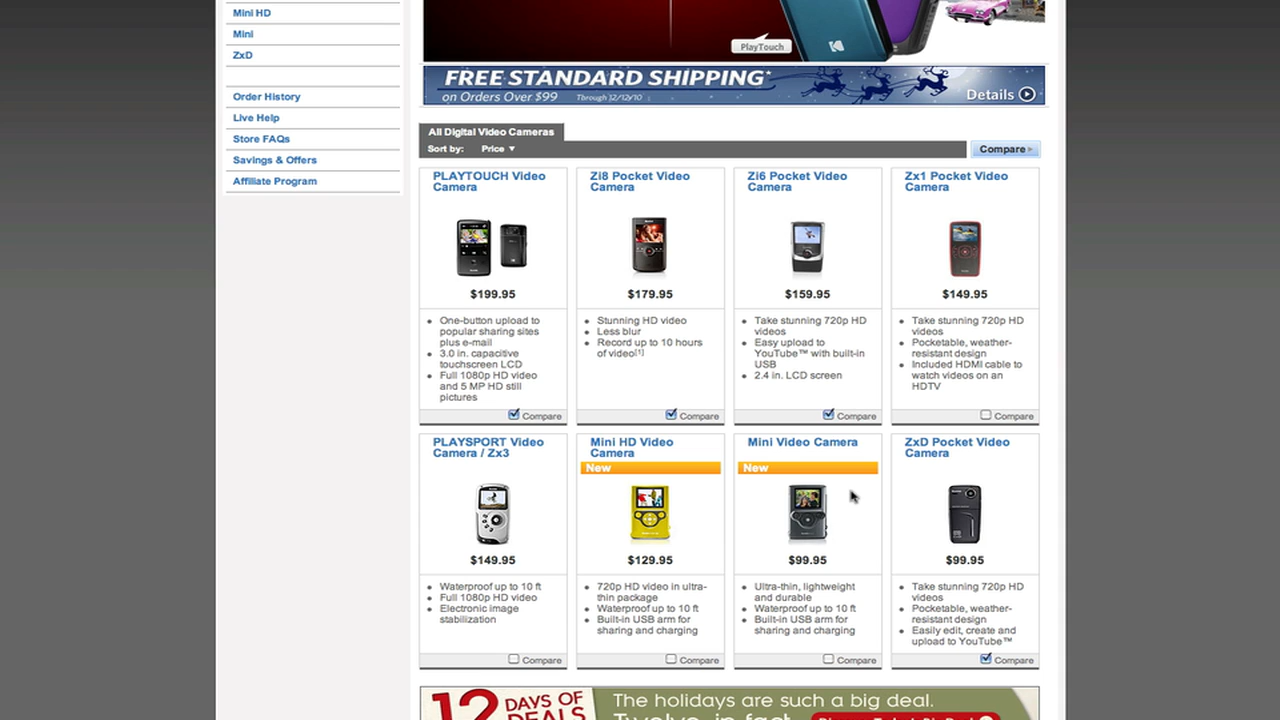 Mini HD
Mini
ZxD
Order History
Live Help
Store FAQs
Savings & Offers
Affiliate Program
PlayTouch
FREE STANDARD SHIPPING*
on Orders Over $99 Through 12/12/10
Details
All Digital Video Cameras
Sort by: Price ▼
Compare
PLAYTOUCH Video
Camera
$199.95
One-button upload to
popular sharing sites
plus e-mail
3.0 in. capacitive
touchscreen LCD
Full 1080p HD video
and 5 MP HD still
pictures
Compare
Zi8 Pocket Video
Camera
$179.95
Stunning HD video
Less blur
Record up to 10 hours
of video[1]
Compare
Zi6 Pocket Video
Camera
$159.95
Take stunning 720p HD
videos
Easy upload to
YouTube™ with built-in
USB
2.4 in. LCD screen
Compare
Zx1 Pocket Video
Camera
$149.95
Take stunning 720p HD
videos
Pocketable, weather-
resistant design
Included HDMI cable to
watch videos on an
HDTV
Compare
PLAYSPORT Video
Camera / Zx3
$149.95
Waterproof up to 10 ft
Full 1080p HD video
Electronic image
stabilization
Compare
Mini HD Video
Camera
New
$129.95
720p HD video in ultra-
thin package
Waterproof up to 10 ft
Built-in USB arm for
sharing and charging
Compare
Mini Video Camera
New
$99.95
Ultra-thin, lightweight
and durable
Waterproof up to 10 ft
Built-in USB arm for
sharing and charging
Compare
ZxD Pocket Video
Camera
$99.95
Take stunning 720p HD
videos
Pocketable, weather-
resistant design
Easily edit, create and
upload to YouTube™
Compare
12 DAYS OF
DEALS
The holidays are such a big deal.
Twelve, in fact.